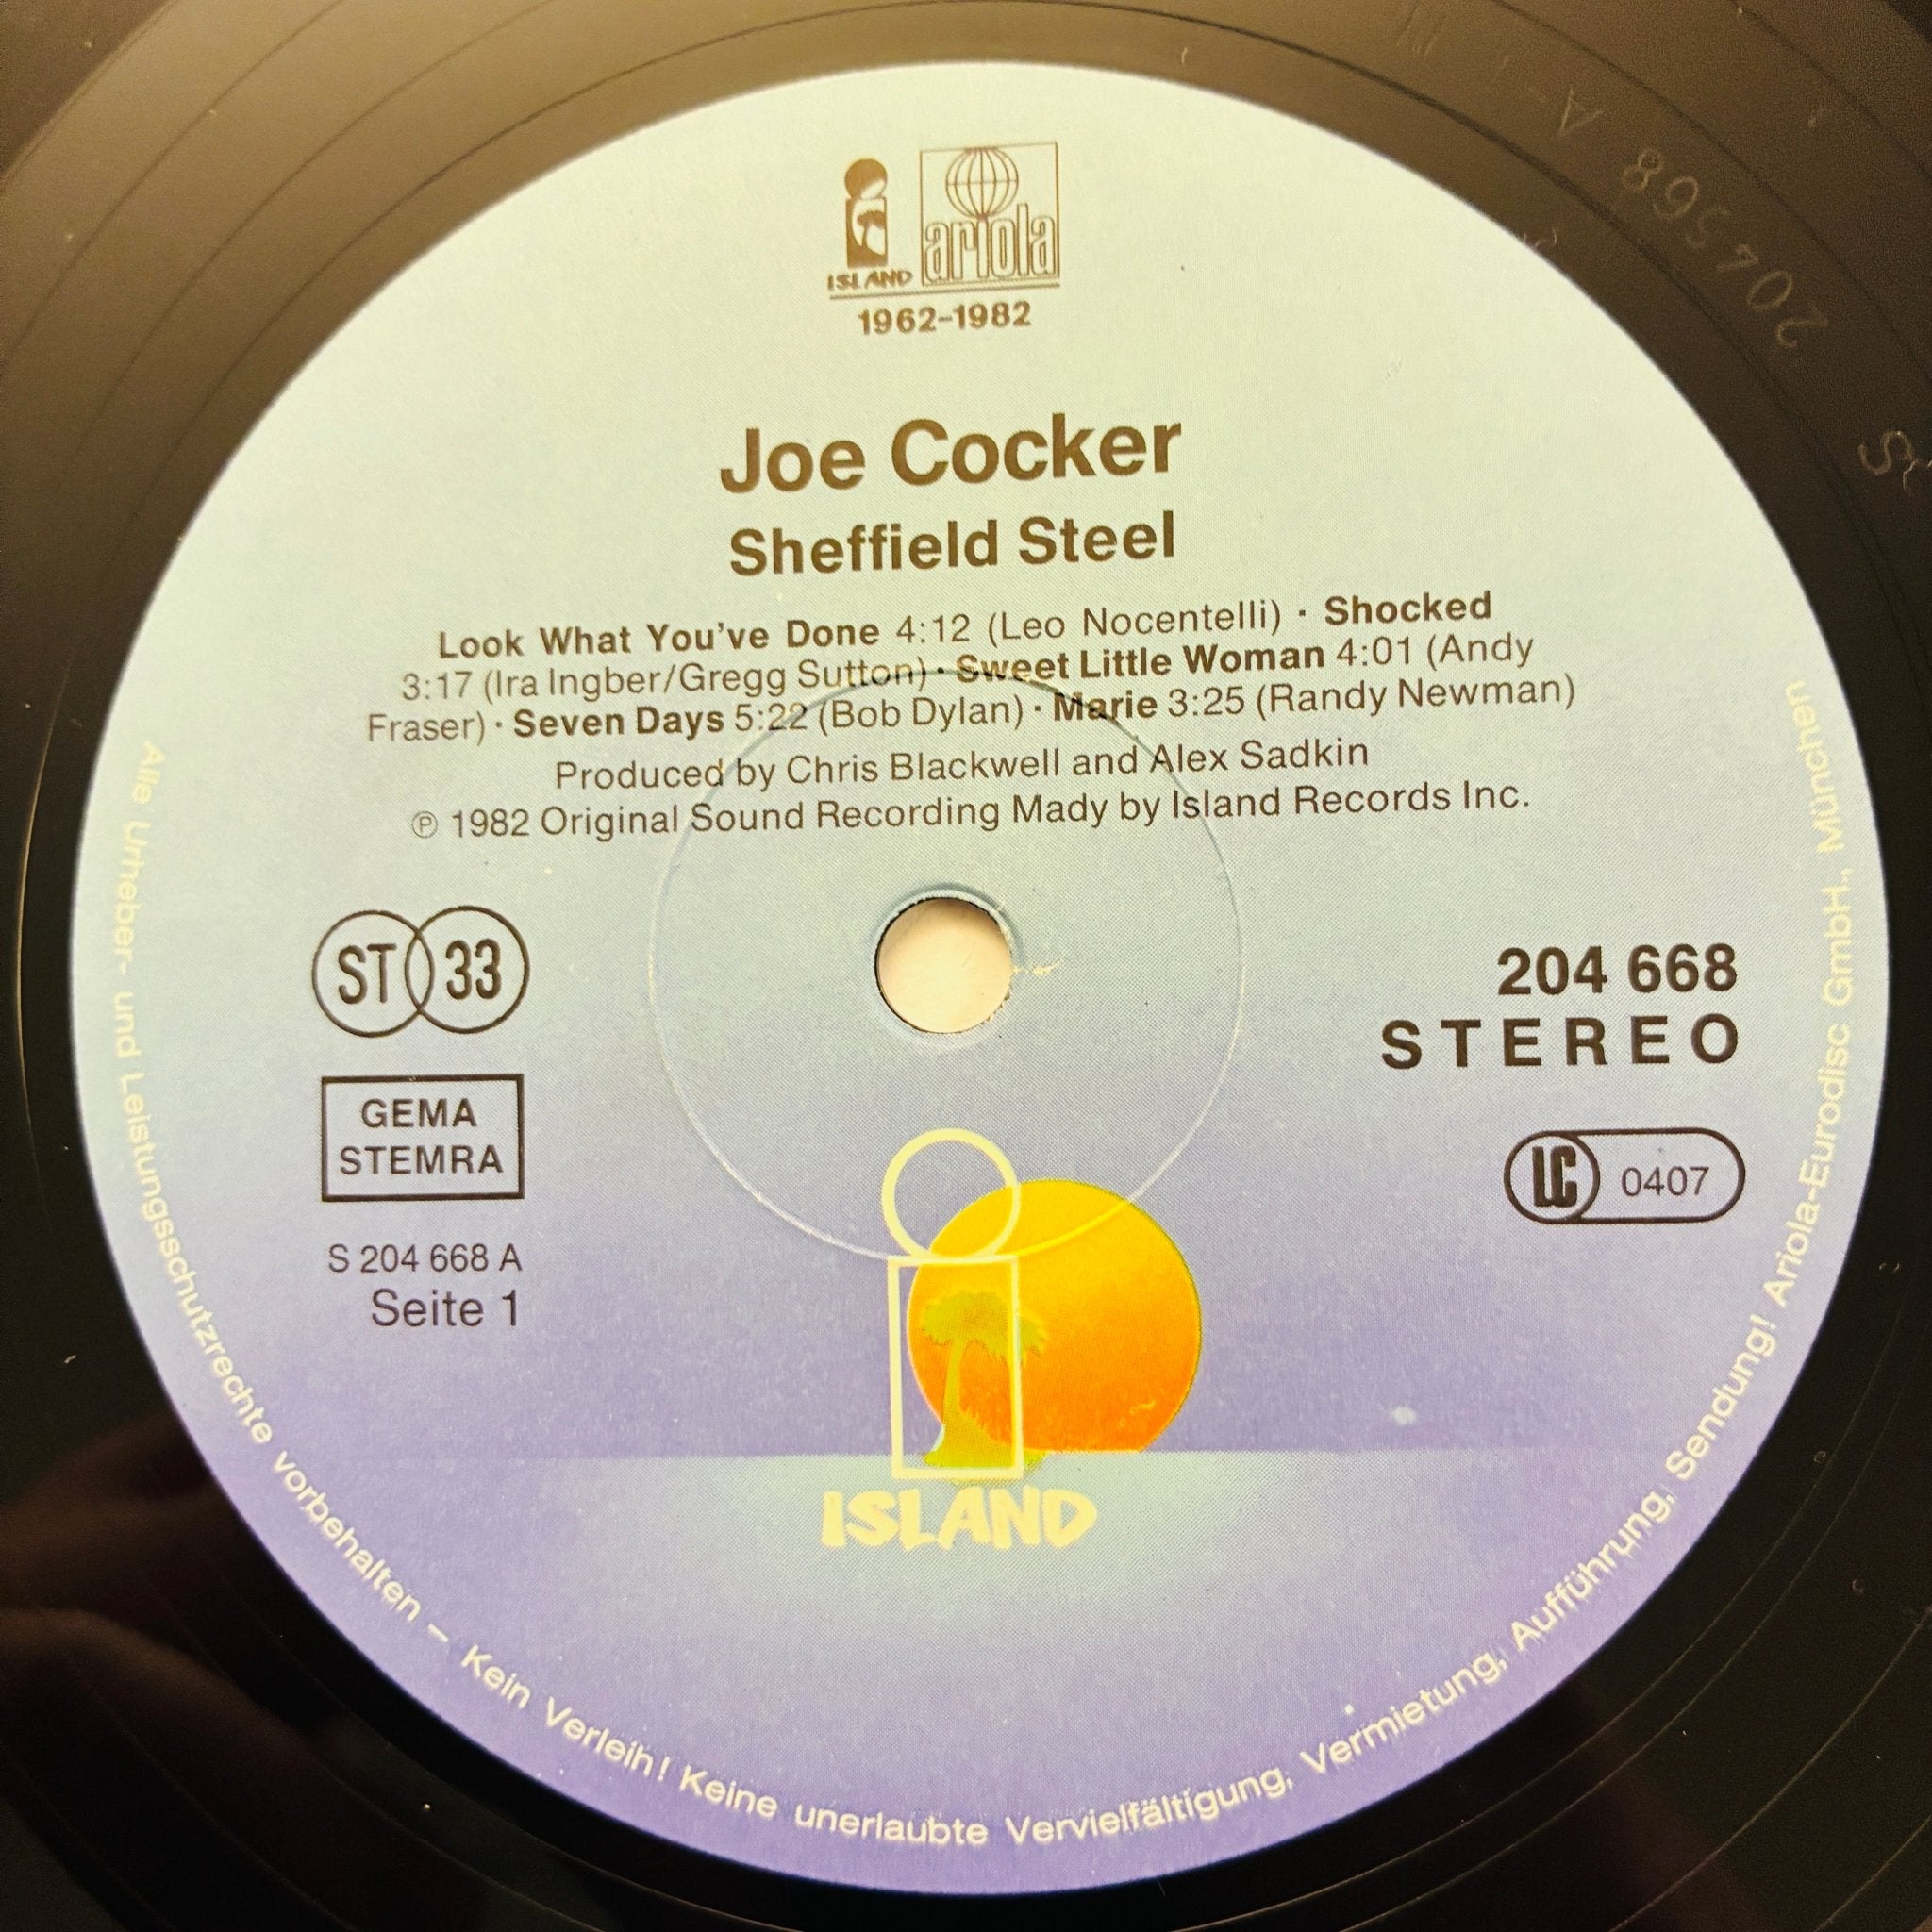 ISLAND
ariola
1962-1982
Joe Cocker
Sheffield Steel
Look What You've Done 4:12 (Leo Nocentelli) · Shocked
3:17 (Ira Ingber/Gregg Sutton) · Sweet Little Woman 4:01 (Andy
Fraser) · Seven Days 5:22 (Bob Dylan) · Marie 3:25 (Randy Newman)
Produced by Chris Blackwell and Alex Sadkin
℗ 1982 Original Sound Recording Mady by Island Records Inc.
ST 33
204 668
STEREO
GEMA
STEMRA
LC 0407
S 204 668 A
Seite 1
ISLAND
Alle Urheber- und Leistungsschutzrechte vorbehalten – Kein Verleih! Keine unerlaubte Vervielfältigung, Vermietung, Aufführung, Sendung! Ariola-Eurodisc GmbH., München